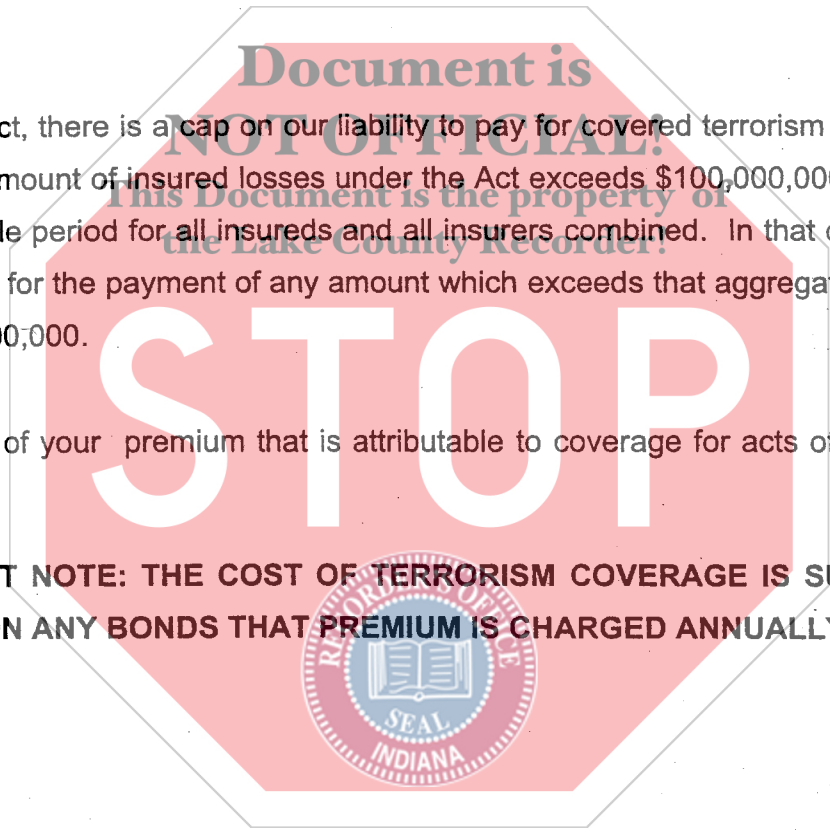 Document is
ct, there is a cap on our liability to pay for covered terrorism
NOT OFFICIAL!
mount of insured losses under the Act exceeds $100,000,00
This Document is the property of
le period for all insureds and all insurers combined. In that
the Lake County Recorder!
for the payment of any amount which exceeds that aggrega
00,000.
STOP
of your premium that is attributable to coverage for acts of
T NOTE: THE COST OF TERRORISM COVERAGE IS SU
N ANY BONDS THAT PREMIUM IS CHARGED ANNUALLY
RECORDER'S OFFICE
SEAL
INDIANA